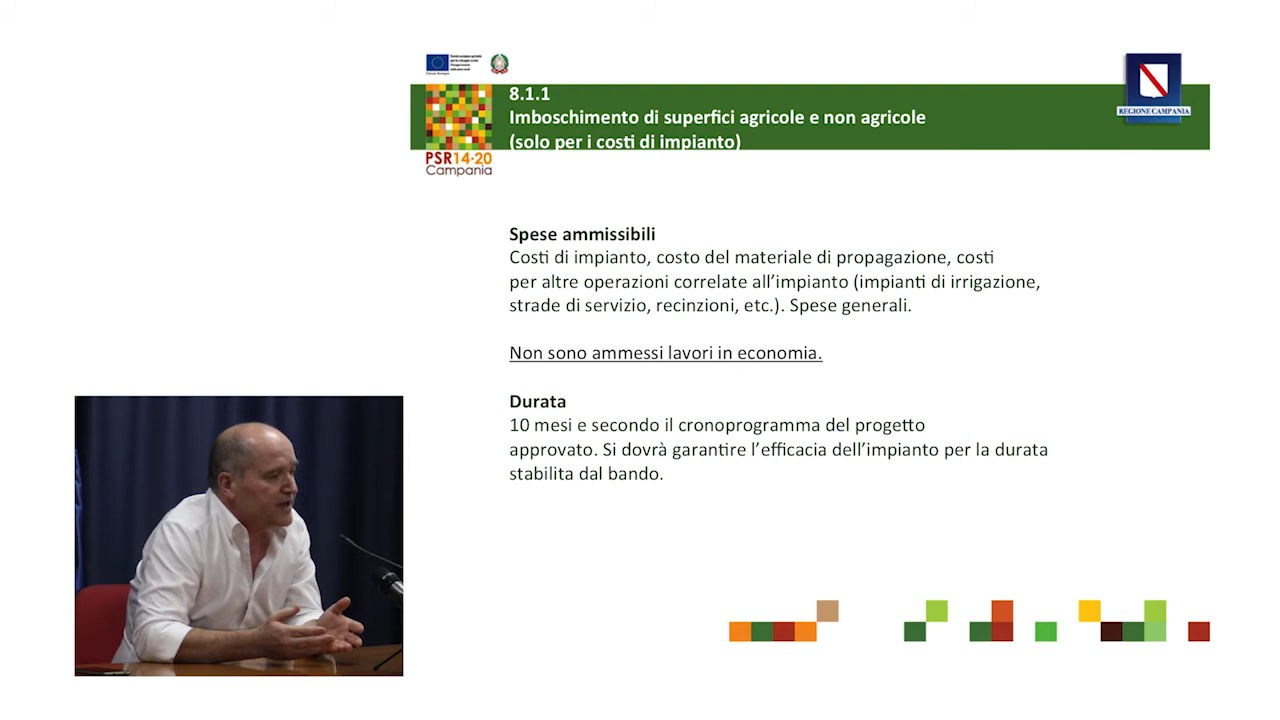 8.1.1
Imboschimento di superfici agricole e non agricole
(solo per i costi di impianto)
REGIONE CAMPANIA
PSR14·20
Campania
Spese ammissibili
Costi di impianto, costo del materiale di propagazione, costi
per altre operazioni correlate all’impianto (impianti di irrigazione,
strade di servizio, recinzioni, etc.). Spese generali.
Non sono ammessi lavori in economia.
Durata
10 mesi e secondo il cronoprogramma del progetto
approvato. Si dovrà garantire l’efficacia dell’impianto per la durata
stabilita dal bando.